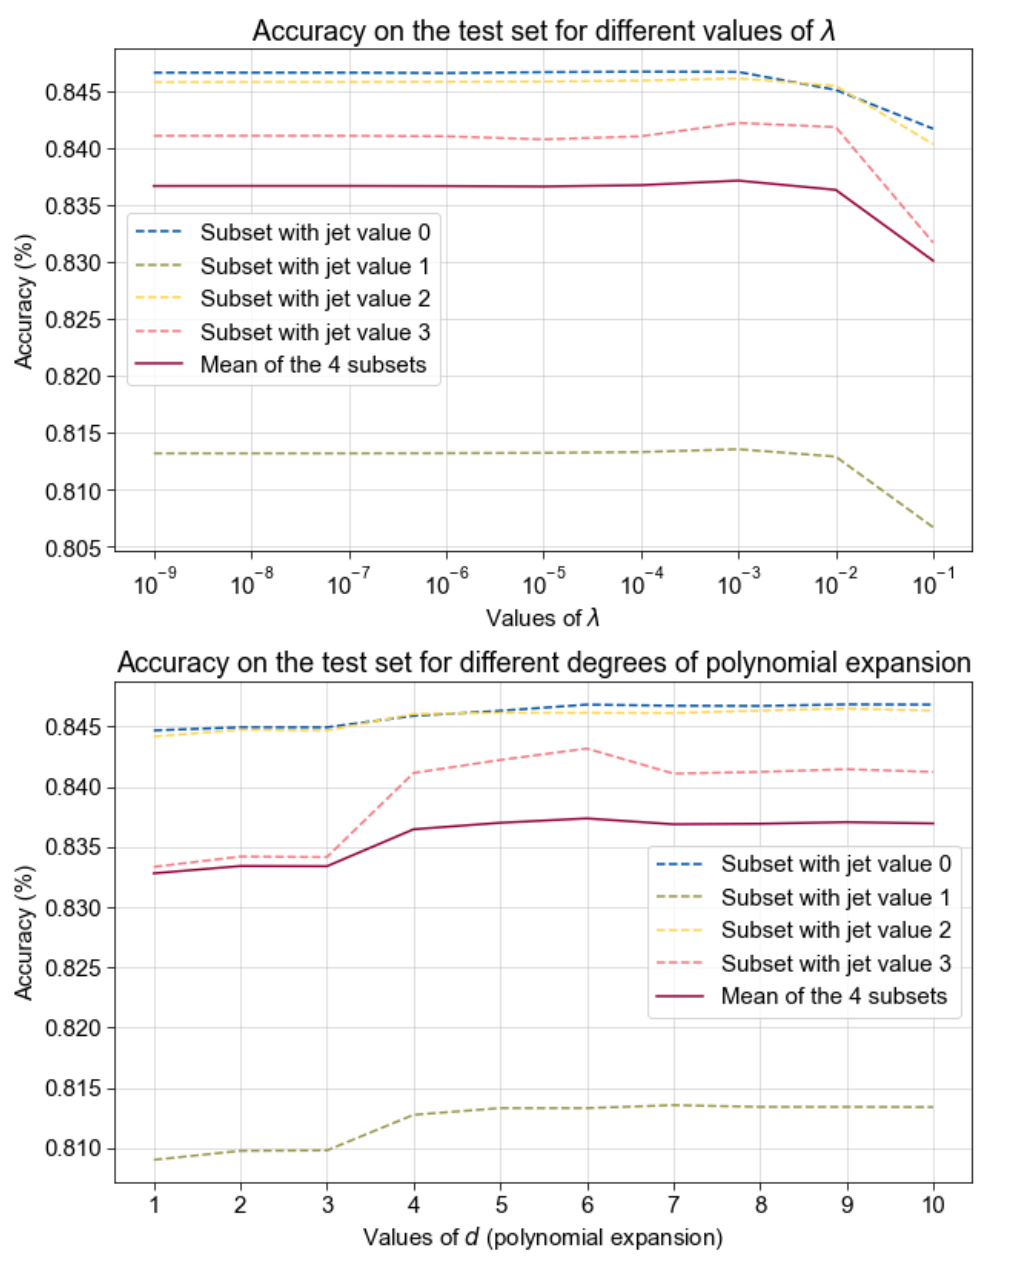 Accuracy on the test set for different values of λ
0.845
0.840
0.835
0.830
0.825
0.820
0.815
0.810
0.805
Accuracy (%)
Subset with jet value 0
Subset with jet value 1
Subset with jet value 2
Subset with jet value 3
Mean of the 4 subsets
10⁻⁹ 10⁻⁸ 10⁻⁷ 10⁻⁶ 10⁻⁵ 10⁻⁴ 10⁻³ 10⁻² 10⁻¹
Values of λ
Accuracy on the test set for different degrees of polynomial expansion
0.845
0.840
0.835
0.830
0.825
0.820
0.815
0.810
Accuracy (%)
Subset with jet value 0
Subset with jet value 1
Subset with jet value 2
Subset with jet value 3
Mean of the 4 subsets
1 2 3 4 5 6 7 8 9 10
Values of d (polynomial expansion)